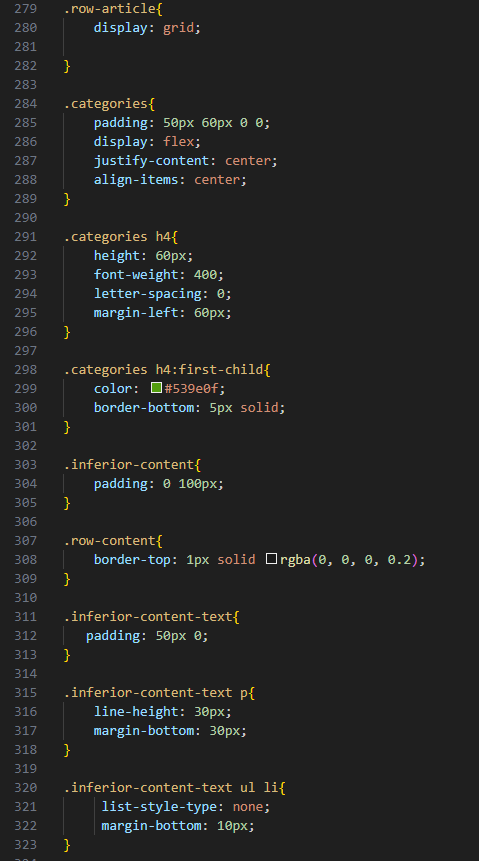 279 .row-article{
280     display: grid;
281
282 }
283
284 .categories{
285     padding: 50px 60px 0 0;
286     display: flex;
287     justify-content: center;
288     align-items: center;
289 }
290
291 .categories h4{
292     height: 60px;
293     font-weight: 400;
294     letter-spacing: 0;
295     margin-left: 60px;
296 }
297
298 .categories h4:first-child{
299     color: #539e0f;
300     border-bottom: 5px solid;
301 }
302
303 .inferior-content{
304     padding: 0 100px;
305 }
306
307 .row-content{
308     border-top: 1px solid rgba(0, 0, 0, 0.2);
309 }
310
311 .inferior-content-text{
312    padding: 50px 0;
313 }
314
315 .inferior-content-text p{
316     line-height: 30px;
317     margin-bottom: 30px;
318 }
319
320 .inferior-content-text ul li{
321      list-style-type: none;
322      margin-bottom: 10px;
323 }